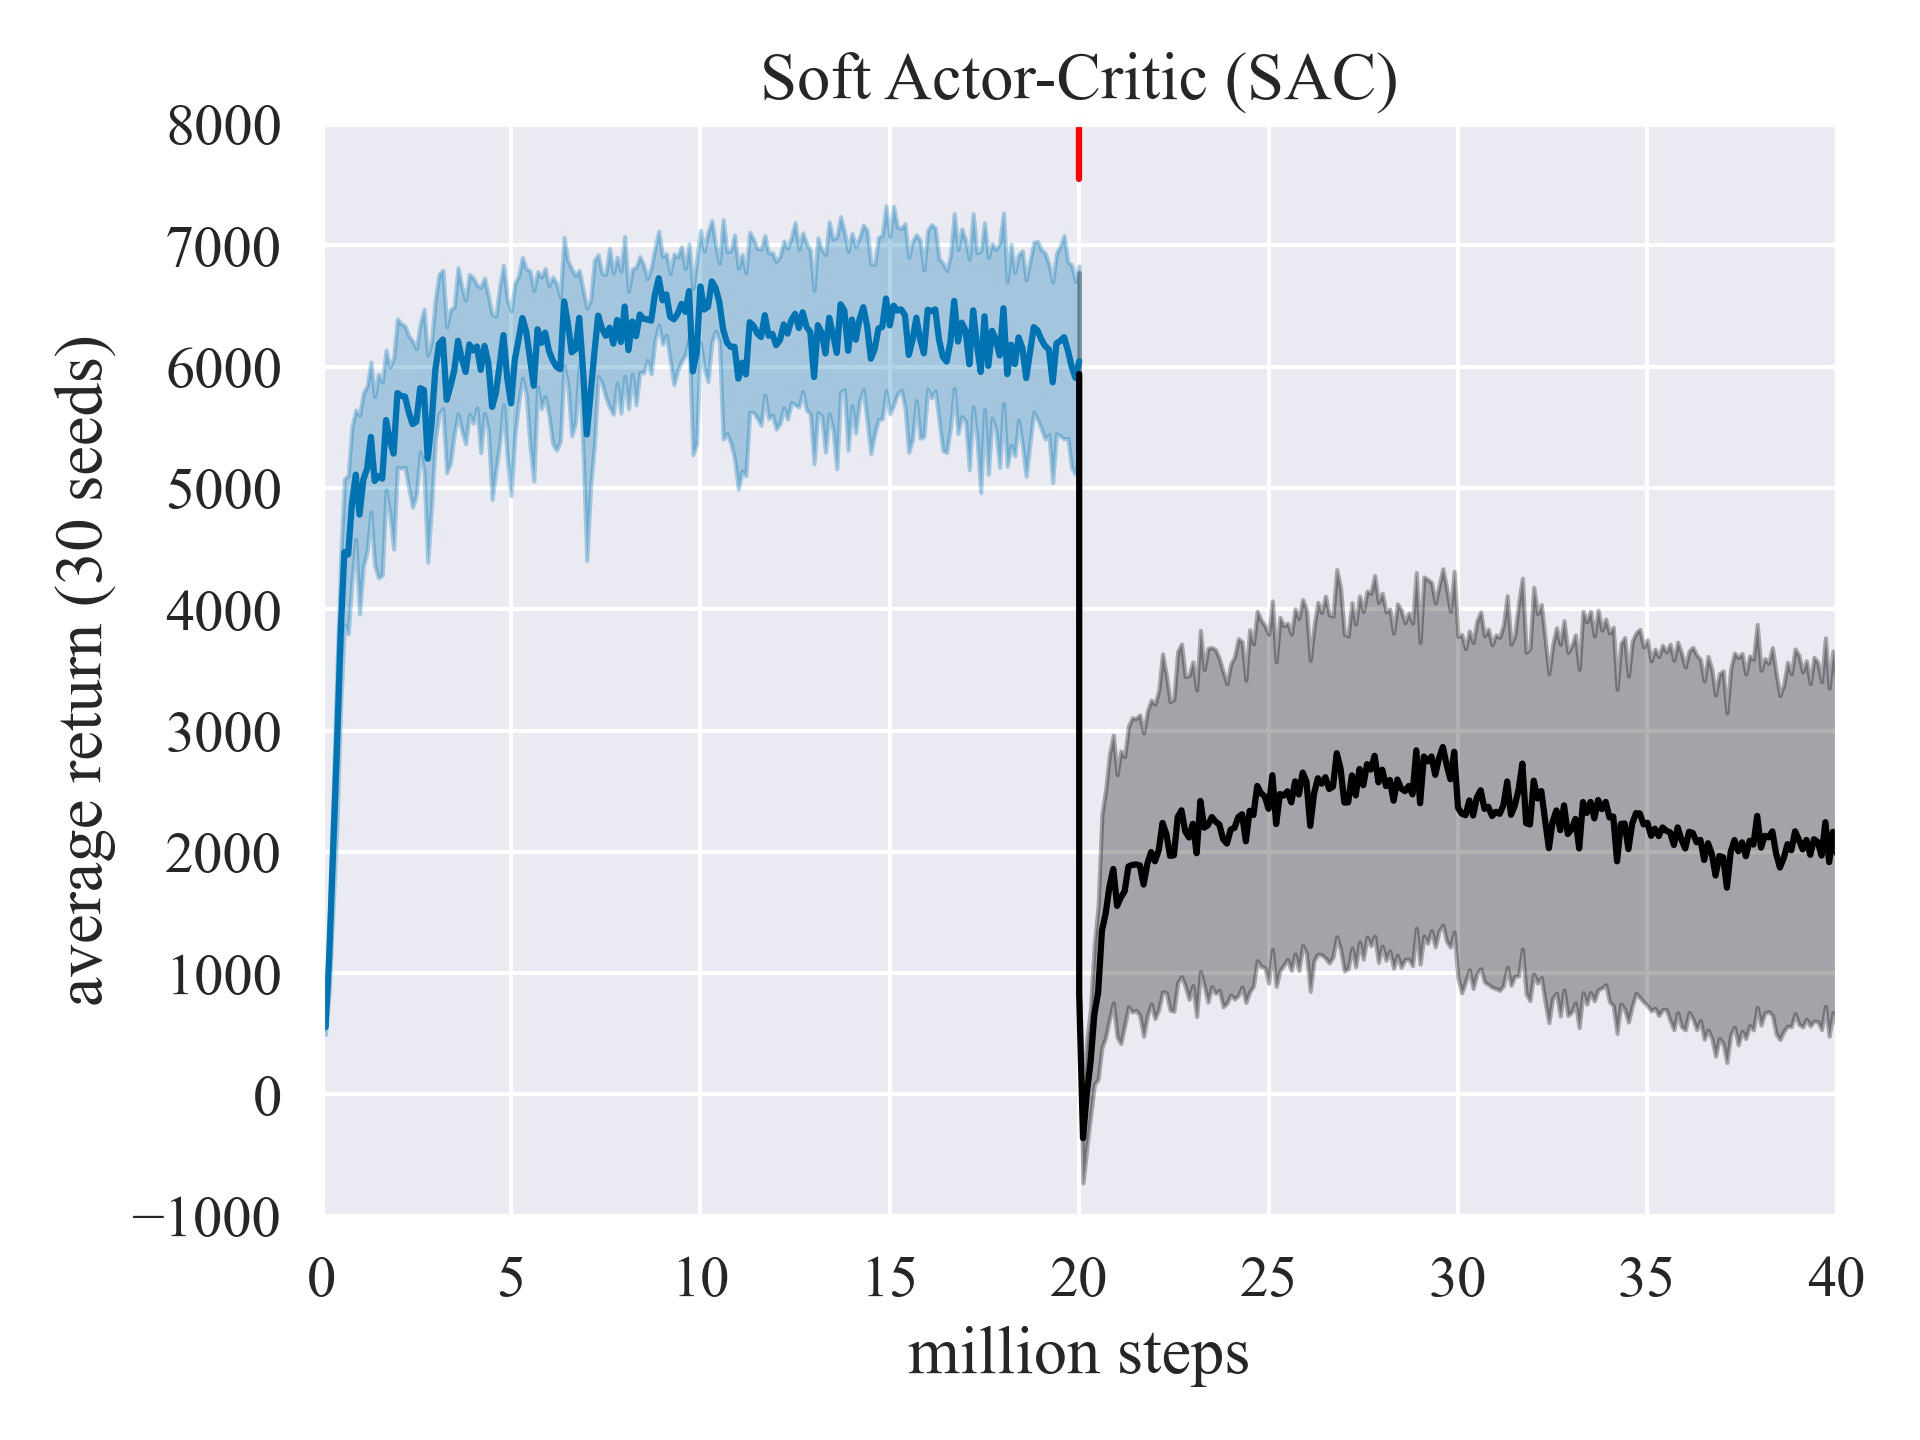 Soft Actor-Critic (SAC)
8000
7000
6000
5000
4000
3000
2000
1000
0
−1000
average return (30 seeds)
0 5 10 15 20 25 30 35 40
million steps